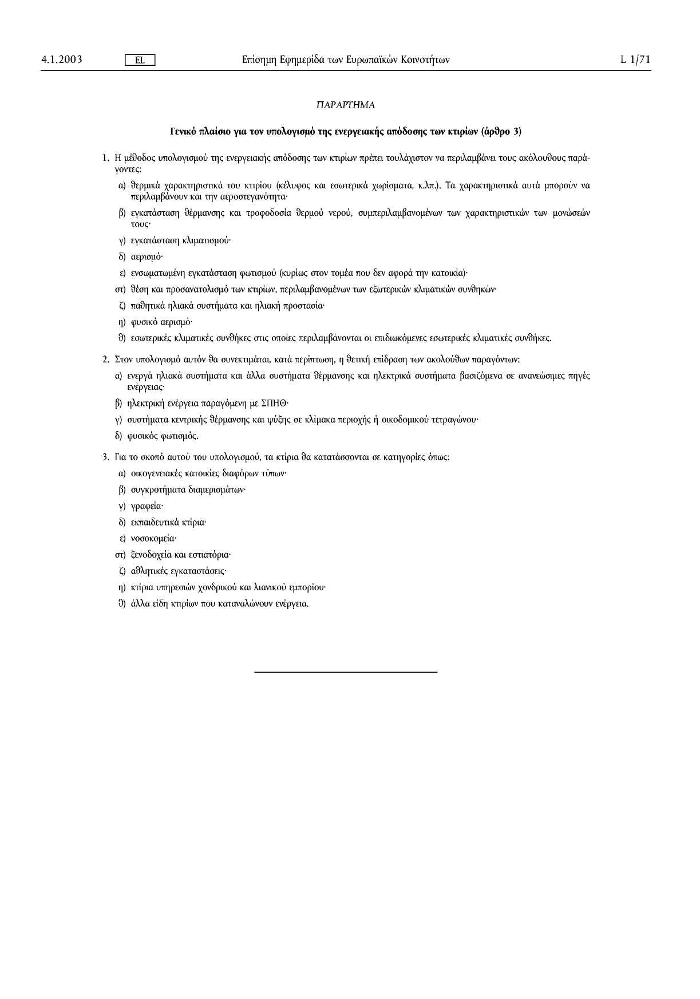 4.1.2003 EL Επίσημη Εφημερίδα των Ευρωπαϊκών Κοινοτήτων L 1/71
ΠΑΡΑΡΤΗΜΑ
Γενικό πλαίσιο για τον υπολογισμό της ενεργειακής απόδοσης των κτιρίων (άρθρο 3)
1. Η μέθοδος υπολογισμού της ενεργειακής απόδοσης των κτιρίων πρέπει τουλάχιστον να περιλαμβάνει τους ακόλουθους παρά-
γοντες:
α) θερμικά χαρακτηριστικά του κτιρίου (κέλυφος και εσωτερικά χωρίσματα, κ.λπ.). Τα χαρακτηριστικά αυτά μπορούν να
περιλαμβάνουν και την αεροστεγανότητα·
β) εγκατάσταση θέρμανσης και τροφοδοσία θερμού νερού, συμπεριλαμβανομένων των χαρακτηριστικών των μονώσεών
τους·
γ) εγκατάσταση κλιματισμού·
δ) αερισμό·
ε) ενσωματωμένη εγκατάσταση φωτισμού (κυρίως στον τομέα που δεν αφορά την κατοικία)·
στ) θέση και προσανατολισμό των κτιρίων, περιλαμβανομένων των εξωτερικών κλιματικών συνθηκών·
ζ) παθητικά ηλιακά συστήματα και ηλιακή προστασία·
η) φυσικό αερισμό·
θ) εσωτερικές κλιματικές συνθήκες στις οποίες περιλαμβάνονται οι επιδιωκόμενες εσωτερικές κλιματικές συνθήκες.
2. Στον υπολογισμό αυτόν θα συνεκτιμάται, κατά περίπτωση, η θετική επίδραση των ακολούθων παραγόντων:
α) ενεργά ηλιακά συστήματα και άλλα συστήματα θέρμανσης και ηλεκτρικά συστήματα βασιζόμενα σε ανανεώσιμες πηγές
ενέργειας·
β) ηλεκτρική ενέργεια παραγόμενη με ΣΠΗΘ·
γ) συστήματα κεντρικής θέρμανσης και ψύξης σε κλίμακα περιοχής ή οικοδομικού τετραγώνου·
δ) φυσικός φωτισμός.
3. Για το σκοπό αυτού του υπολογισμού, τα κτίρια θα κατατάσσονται σε κατηγορίες όπως:
α) οικογενειακές κατοικίες διαφόρων τύπων·
β) συγκροτήματα διαμερισμάτων·
γ) γραφεία·
δ) εκπαιδευτικά κτίρια·
ε) νοσοκομεία·
στ) ξενοδοχεία και εστιατόρια·
ζ) αθλητικές εγκαταστάσεις·
η) κτίρια υπηρεσιών χονδρικού και λιανικού εμπορίου·
θ) άλλα είδη κτιρίων που καταναλώνουν ενέργεια.